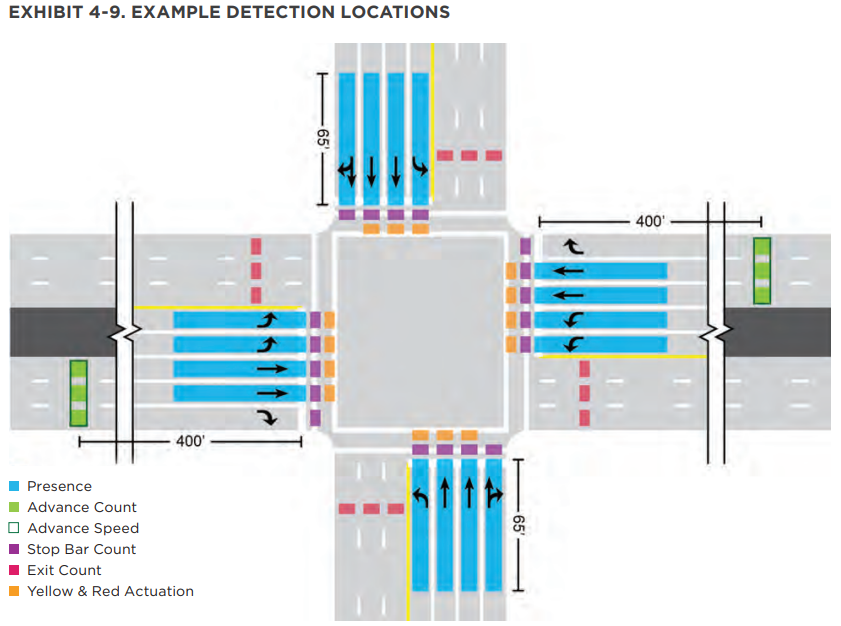 EXHIBIT 4-9. EXAMPLE DETECTION LOCATIONS
65'
400'
400'
65'
Presence
Advance Count
Advance Speed
Stop Bar Count
Exit Count
Yellow & Red Actuation